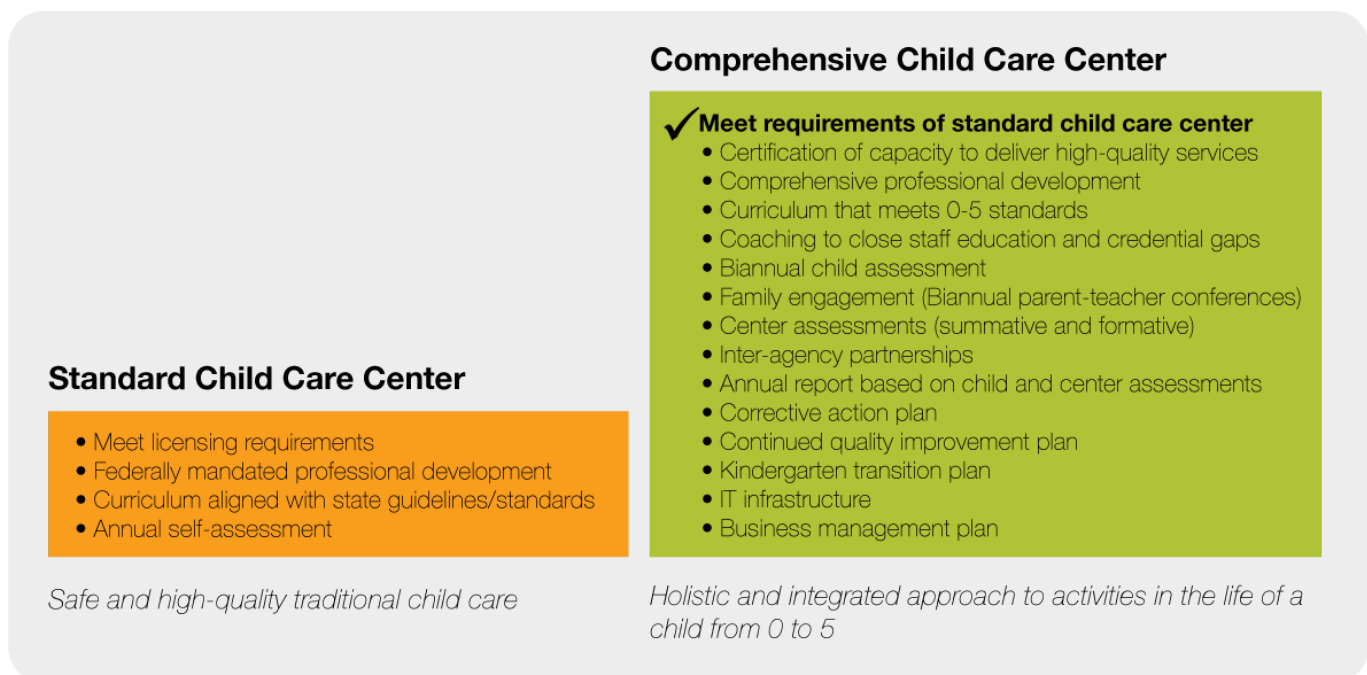 Standard Child Care Center
• Meet licensing requirements
• Federally mandated professional development
• Curriculum aligned with state guidelines/standards
• Annual self-assessment
Safe and high-quality traditional child care
Comprehensive Child Care Center
✓ Meet requirements of standard child care center
• Certification of capacity to deliver high-quality services
• Comprehensive professional development
• Curriculum that meets 0-5 standards
• Coaching to close staff education and credential gaps
• Biannual child assessment
• Family engagement (Biannual parent-teacher conferences)
• Center assessments (summative and formative)
• Inter-agency partnerships
• Annual report based on child and center assessments
• Corrective action plan
• Continued quality improvement plan
• Kindergarten transition plan
• IT infrastructure
• Business management plan
Holistic and integrated approach to activities in the life of a
child from 0 to 5